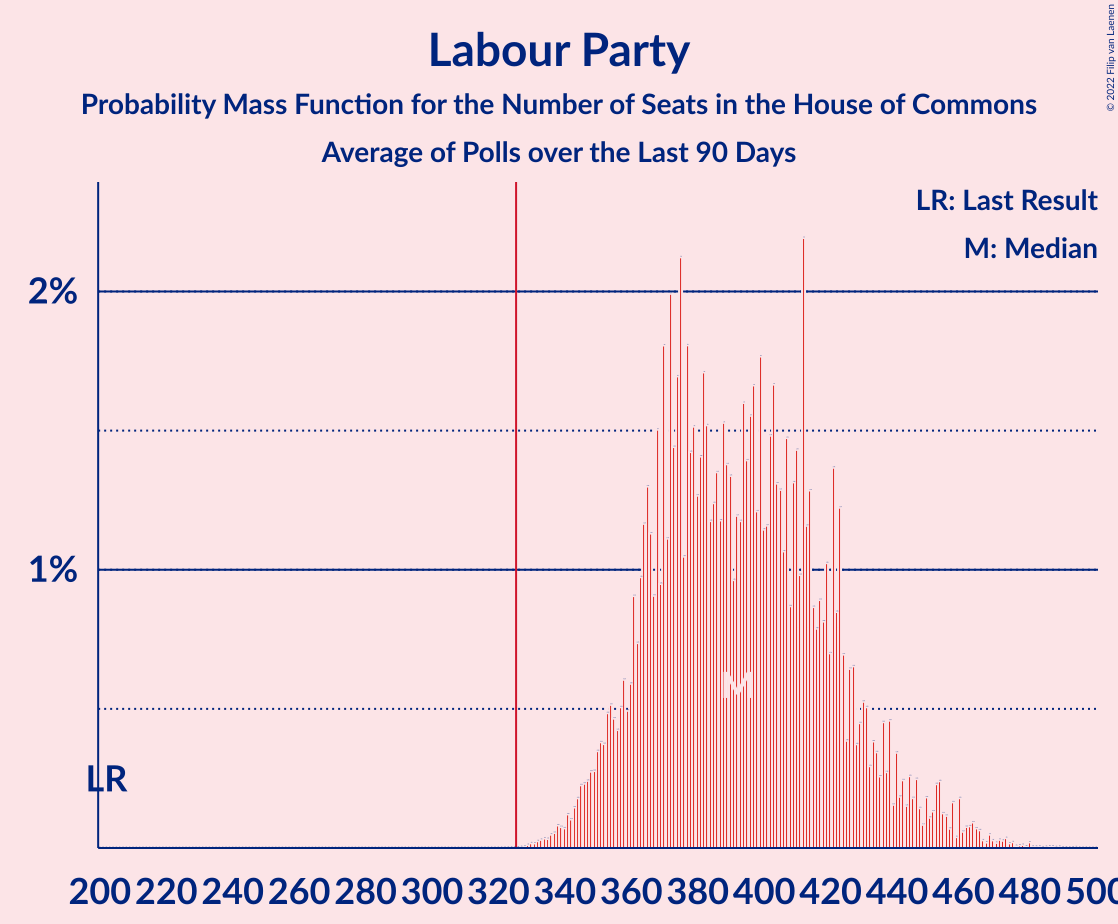 Labour Party
Probability Mass Function for the Number of Seats in the House of Commons
Average of Polls over the Last 90 Days
© 2022 Filip van Laenen
LR: Last Result
M: Median
2%
1%
M
LR
200 220 240 260 280 300 320 340 360 380 400 420 440 460 480 500